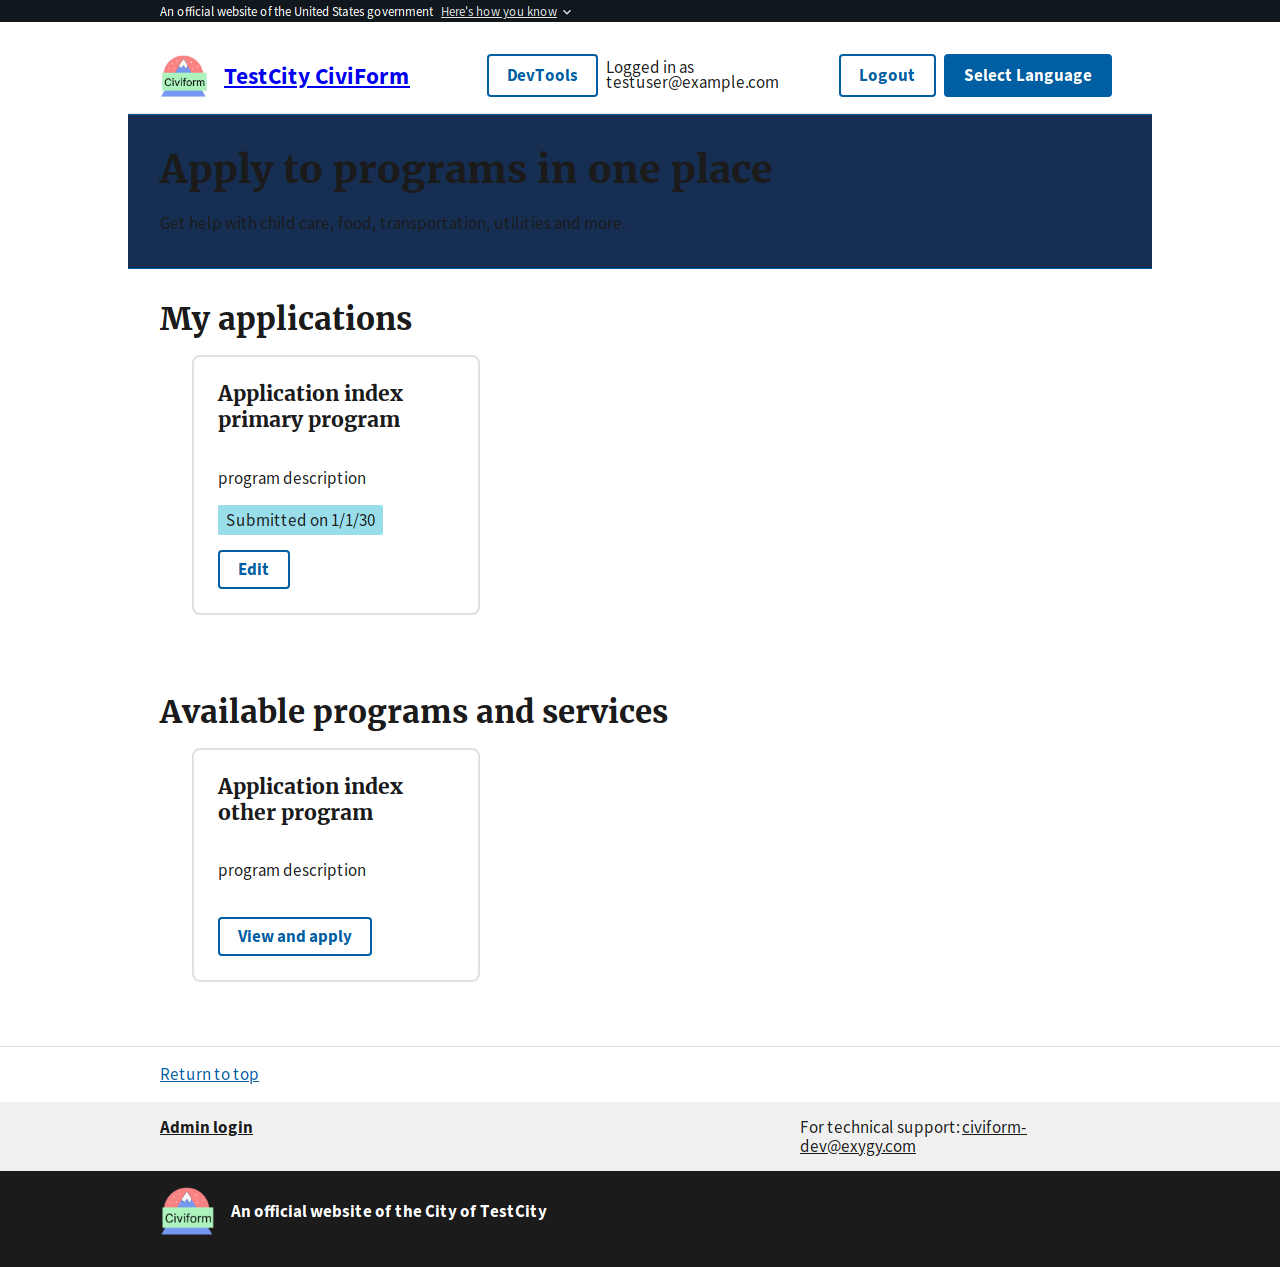 An official website of the United States government Here's how you know
Civiform
TestCity CiviForm
DevTools
Logged in as
testuser@example.com
Logout
Select Language
Apply to programs in one place
Get help with child care, food, transportation, utilities and more.
My applications
Application index
primary program
program description
Submitted on 1/1/30
Edit
Available programs and services
Application index
other program
program description
View and apply
Return to top
Admin login
For technical support: civiform-
dev@exygy.com
Civiform
An official website of the City of TestCity